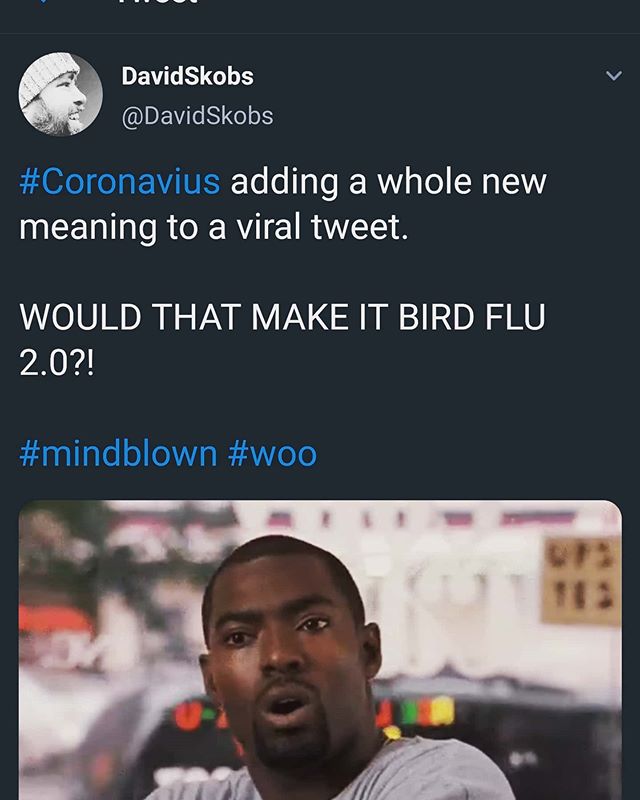 DavidSkobs
@DavidSkobs
#Coronavius adding a whole new
meaning to a viral tweet.
WOULD THAT MAKE IT BIRD FLU
2.0?!
#mindblown #woo